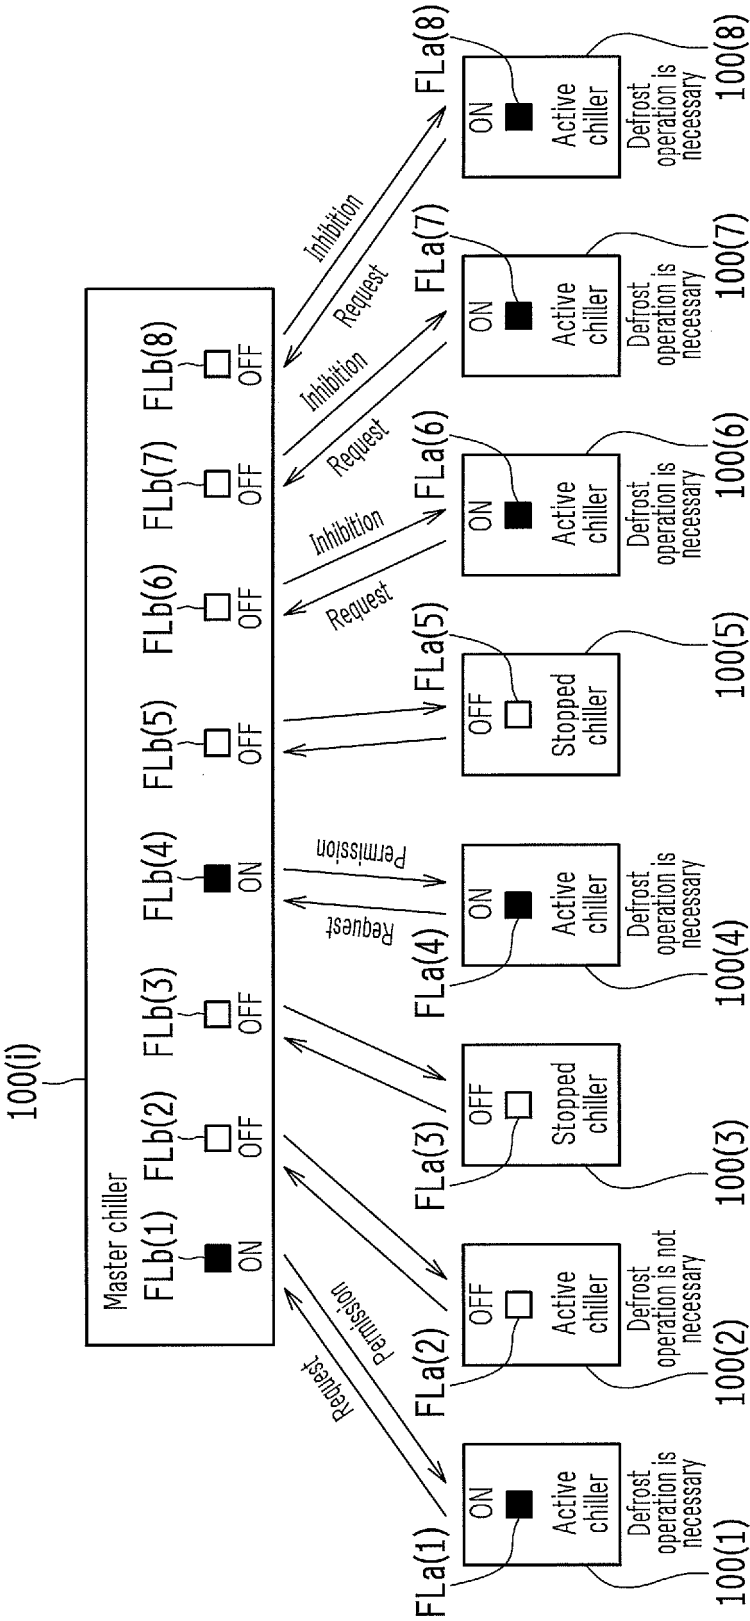 100(i)
Master chiller
FLb(1)
FLb(2)
FLb(3)
FLb(4)
FLb(5)
FLb(6)
FLb(7)
FLb(8)
ON
OFF
OFF
ON
OFF
OFF
OFF
OFF
Request
Permission
Request
Permission
Request
Inhibition
Request
Inhibition
Request
Inhibition
FLa(1)
FLa(2)
FLa(3)
FLa(4)
FLa(5)
FLa(6)
FLa(7)
FLa(8)
ON
Active
chiller
Defrost
operation is
necessary
100(1)
OFF
Active
chiller
Defrost
operation is not
necessary
100(2)
OFF
Stopped
chiller
100(3)
ON
Active
chiller
Defrost
operation is
necessary
100(4)
OFF
Stopped
chiller
100(5)
ON
Active
chiller
Defrost
operation is
necessary
100(6)
ON
Active
chiller
Defrost
operation is
necessary
100(7)
ON
Active
chiller
Defrost
operation is
necessary
100(8)